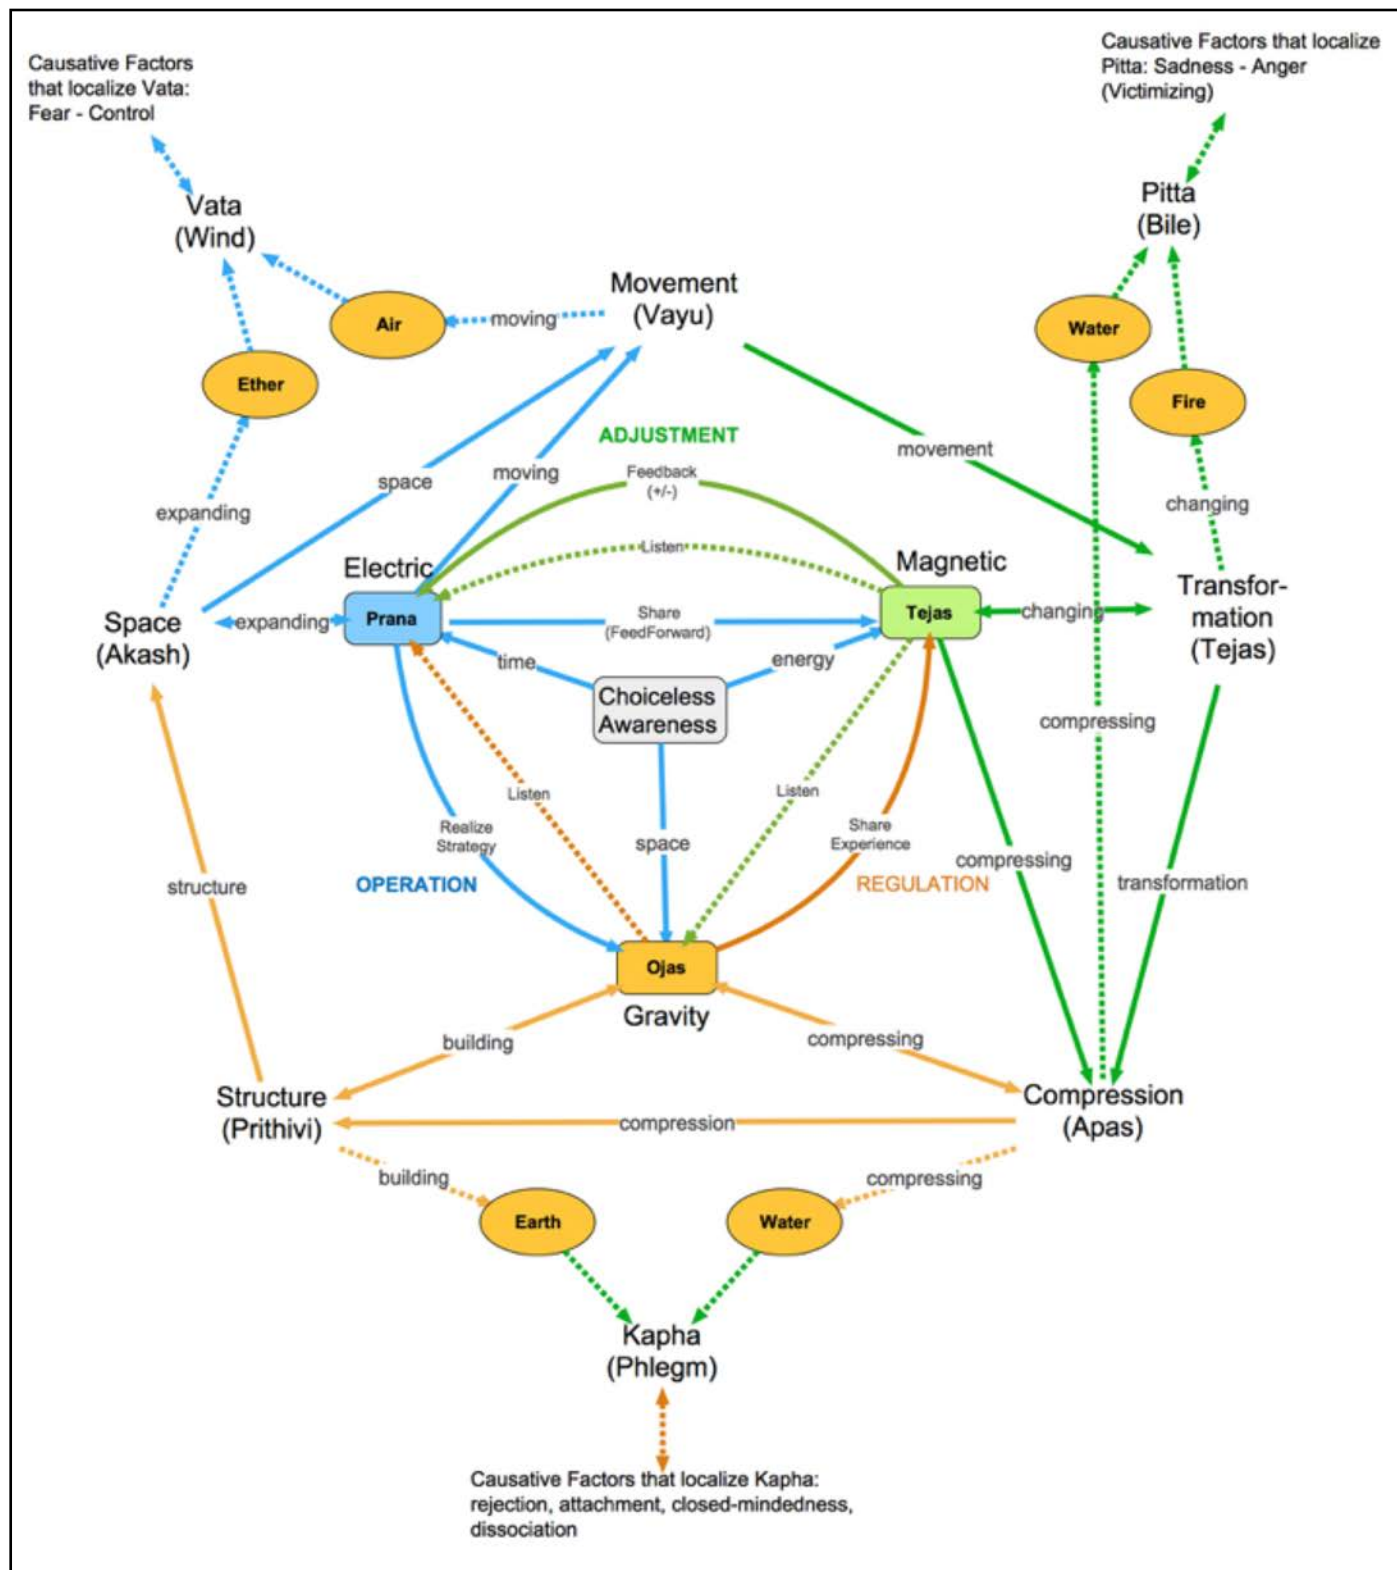 Causative Factors
that localize Vata:
Fear - Control
Causative Factors that localize
Pitta: Sadness - Anger
(Victimizing)
Vata
(Wind)
Pitta
(Bile)
Movement
(Vayu)
Air
moving
Water
Ether
Fire
ADJUSTMENT
movement
space
moving
Feedback
(+/-)
changing
expanding
Listen
Electric
Magnetic
Prana
Share
(FeedForward)
Tejas
changing
Transfor-
mation
(Tejas)
Space
(Akash)
expanding
time
energy
Choiceless
Awareness
compressing
Listen
Listen
Realize
Strategy
Share
Experience
space
compressing
structure
OPERATION
REGULATION
transformation
Ojas
Gravity
building
compressing
Structure
(Prithivi)
Compression
(Apas)
compression
building
compressing
Earth
Water
Kapha
(Phlegm)
Causative Factors that localize Kapha:
rejection, attachment, closed-mindedness,
dissociation